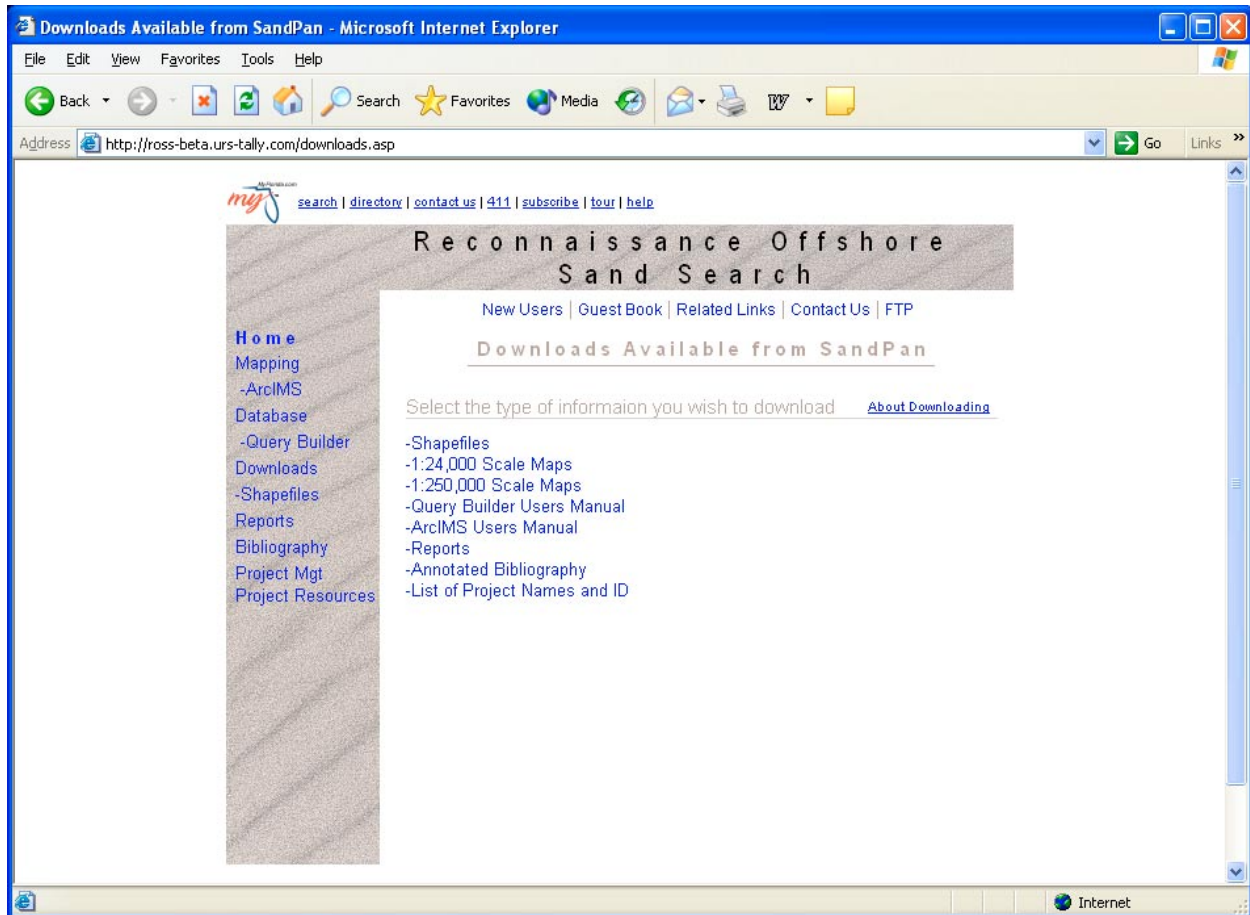 Downloads Available from SandPan - Microsoft Internet Explorer
File Edit View Favorites Tools Help
Back Search Favorites Media W
Address http://ross-beta.urs-tally.com/downloads.asp Go Links »
MyFlorida.com
my search | directory | contact us | 411 | subscribe | tour | help
Reconnaissance Offshore
Sand Search
New Users | Guest Book | Related Links | Contact Us | FTP
Downloads Available from SandPan
Select the type of informaion you wish to download About Downloading
Home
Mapping
-ArcIMS
Database
-Query Builder
Downloads
-Shapefiles
Reports
Bibliography
Project Mgt
Project Resources
-Shapefiles
-1:24,000 Scale Maps
-1:250,000 Scale Maps
-Query Builder Users Manual
-ArcIMS Users Manual
-Reports
-Annotated Bibliography
-List of Project Names and ID
Internet